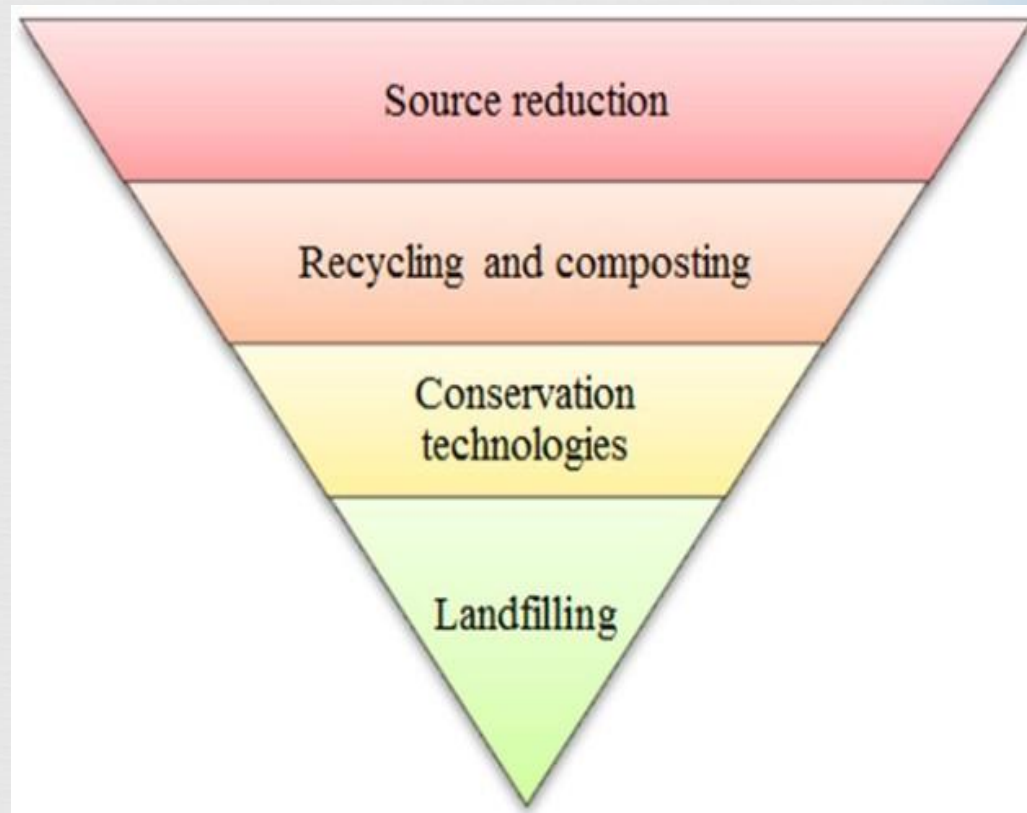 Source reduction
Recycling and composting
Conservation
technologies
Landfilling